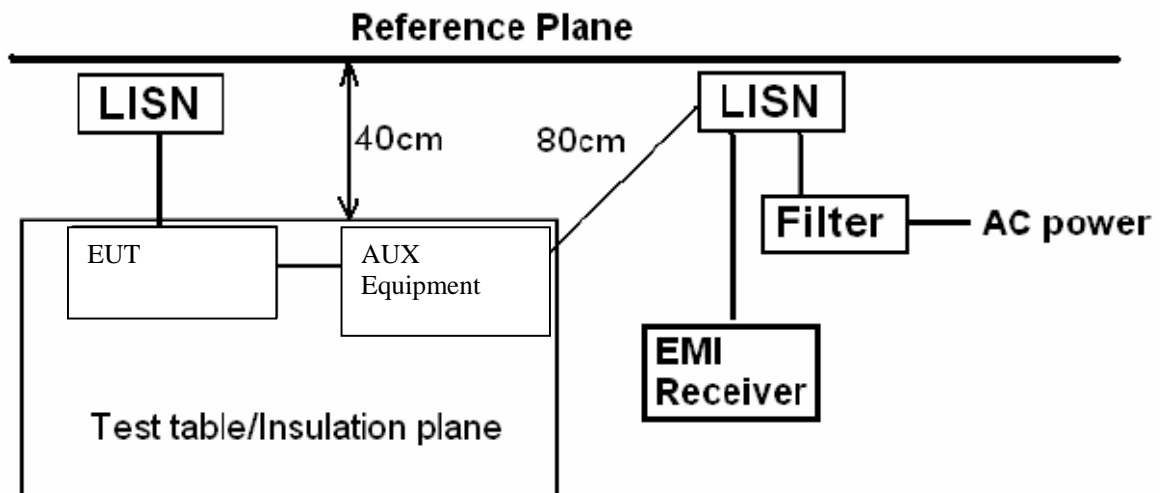 Reference Plane
LISN
LISN
40cm
80cm
Filter
AC power
EUT
AUX
Equipment
EMI
Receiver
Test table/Insulation plane